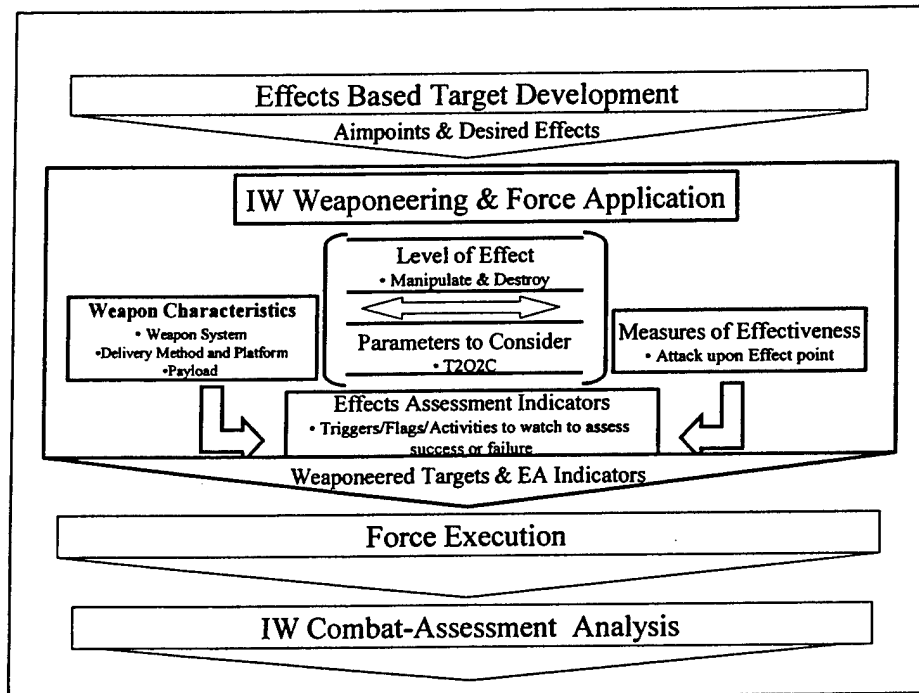 Effects Based Target Development
Aimpoints & Desired Effects
IW Weaponeering & Force Application
Level of Effect
• Manipulate & Destroy
Weapon Characteristics
• Weapon System
•Delivery Method and Platform
•Payload
Parameters to Consider
• T2O2C
Measures of Effectiveness
• Attack upon Effect point
Effects Assessment Indicators
• Triggers/Flags/Activities to watch to assess
success or failure
Weaponeered Targets & EA Indicators
Force Execution
IW Combat-Assessment Analysis